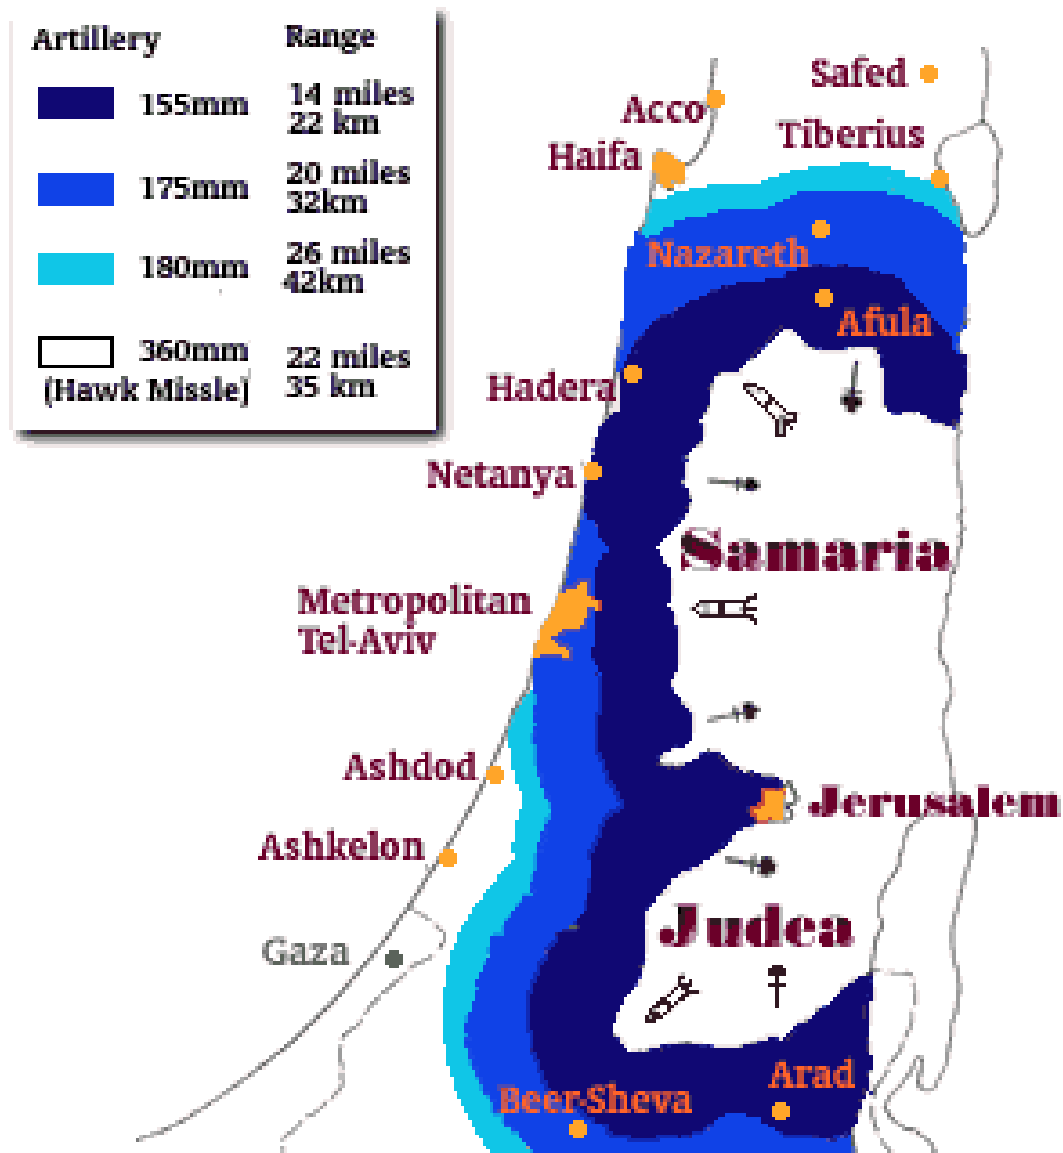 Artillery Range
155mm 14 miles
22 km
175mm 20 miles
32km
180mm 26 miles
42km
360mm 22 miles
(Hawk Missle) 35 km
Safed
Acco
Tiberius
Haifa
Nazareth
Afula
Hadera
Netanya
Samaria
Metropolitan
Tel-Aviv
Ashdod
Jerusalem
Ashkelon
Judea
Gaza
Arad
Beer-Sheva